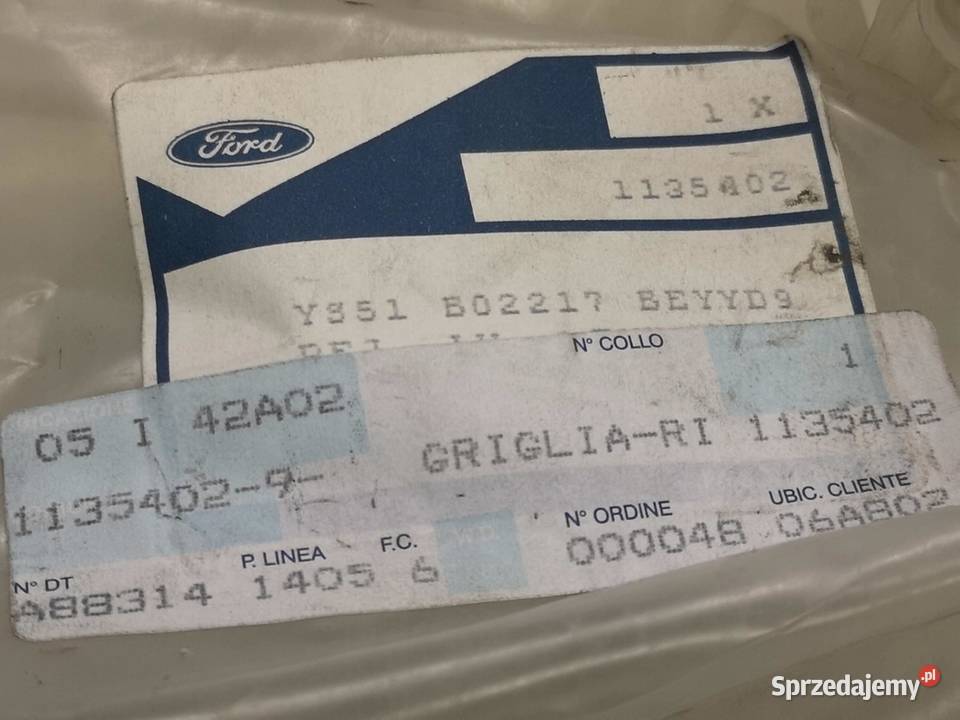 Ford
1 X
1135402
YS51 B02217 BEYYD9
N° COLLO
1
05 I 42A02
GRIGLIA-RI 1135402
1135402-9-
N° ORDINE
UBIC. CLIENTE
000048 06A802
N° DT
P. LINEA
F.C.
A88314 1405 6
Sprzedajemy.pl